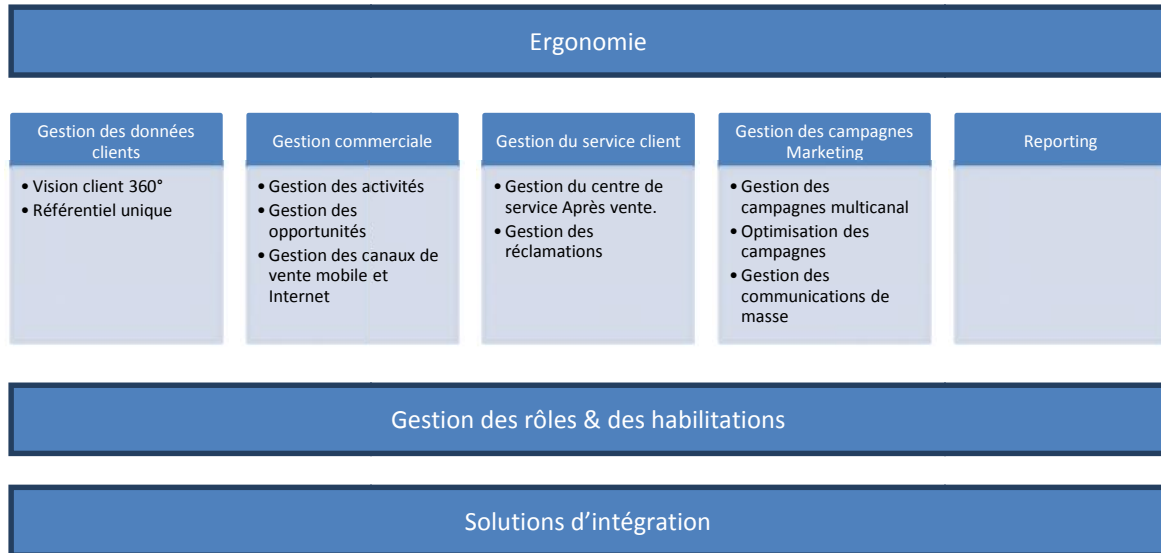 Ergonomie
Gestion des données
clients
• Vision client 360°
• Référentiel unique
Gestion commerciale
• Gestion des activités
• Gestion des
opportunités
• Gestion des canaux de
vente mobile et
Internet
Gestion du service client
• Gestion du centre de
service Après vente.
• Gestion des
réclamations
Gestion des campagnes
Marketing
• Gestion des
campagnes multicanal
• Optimisation des
campagnes
• Gestion des
communications de
masse
Reporting
Gestion des rôles & des habilitations
Solutions d’intégration